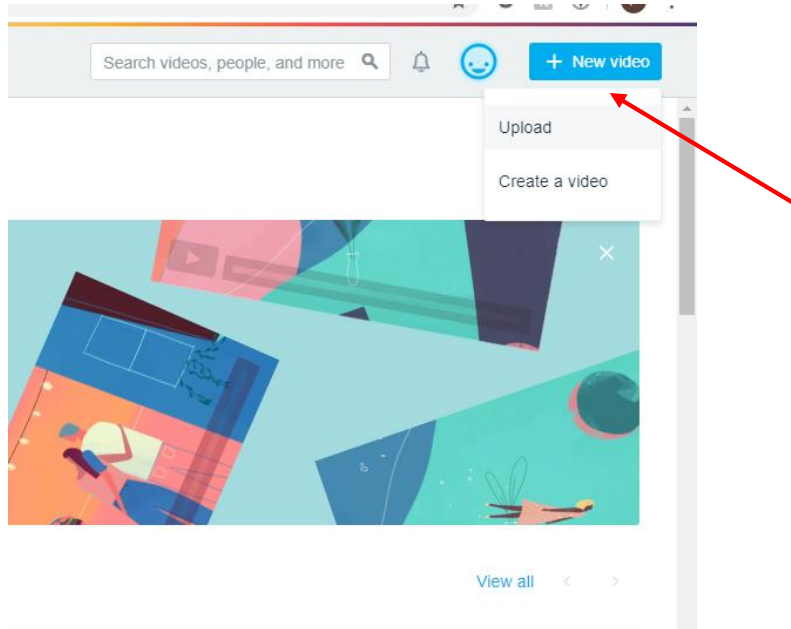 Search videos, people, and more
+ New video
Upload
Create a video
View all